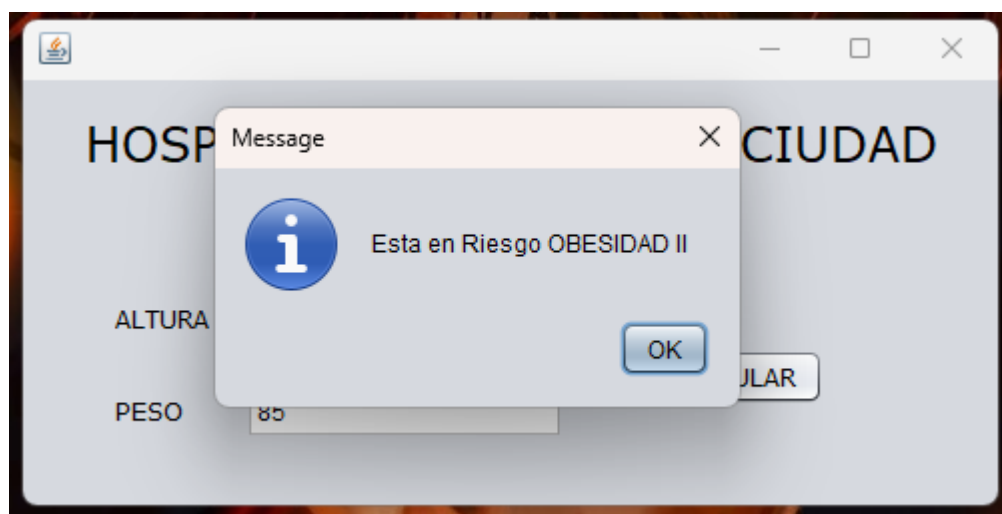 Message
HOSP CIUDAD
Esta en Riesgo OBESIDAD II
ALTURA
OK
ULAR
PESO 85